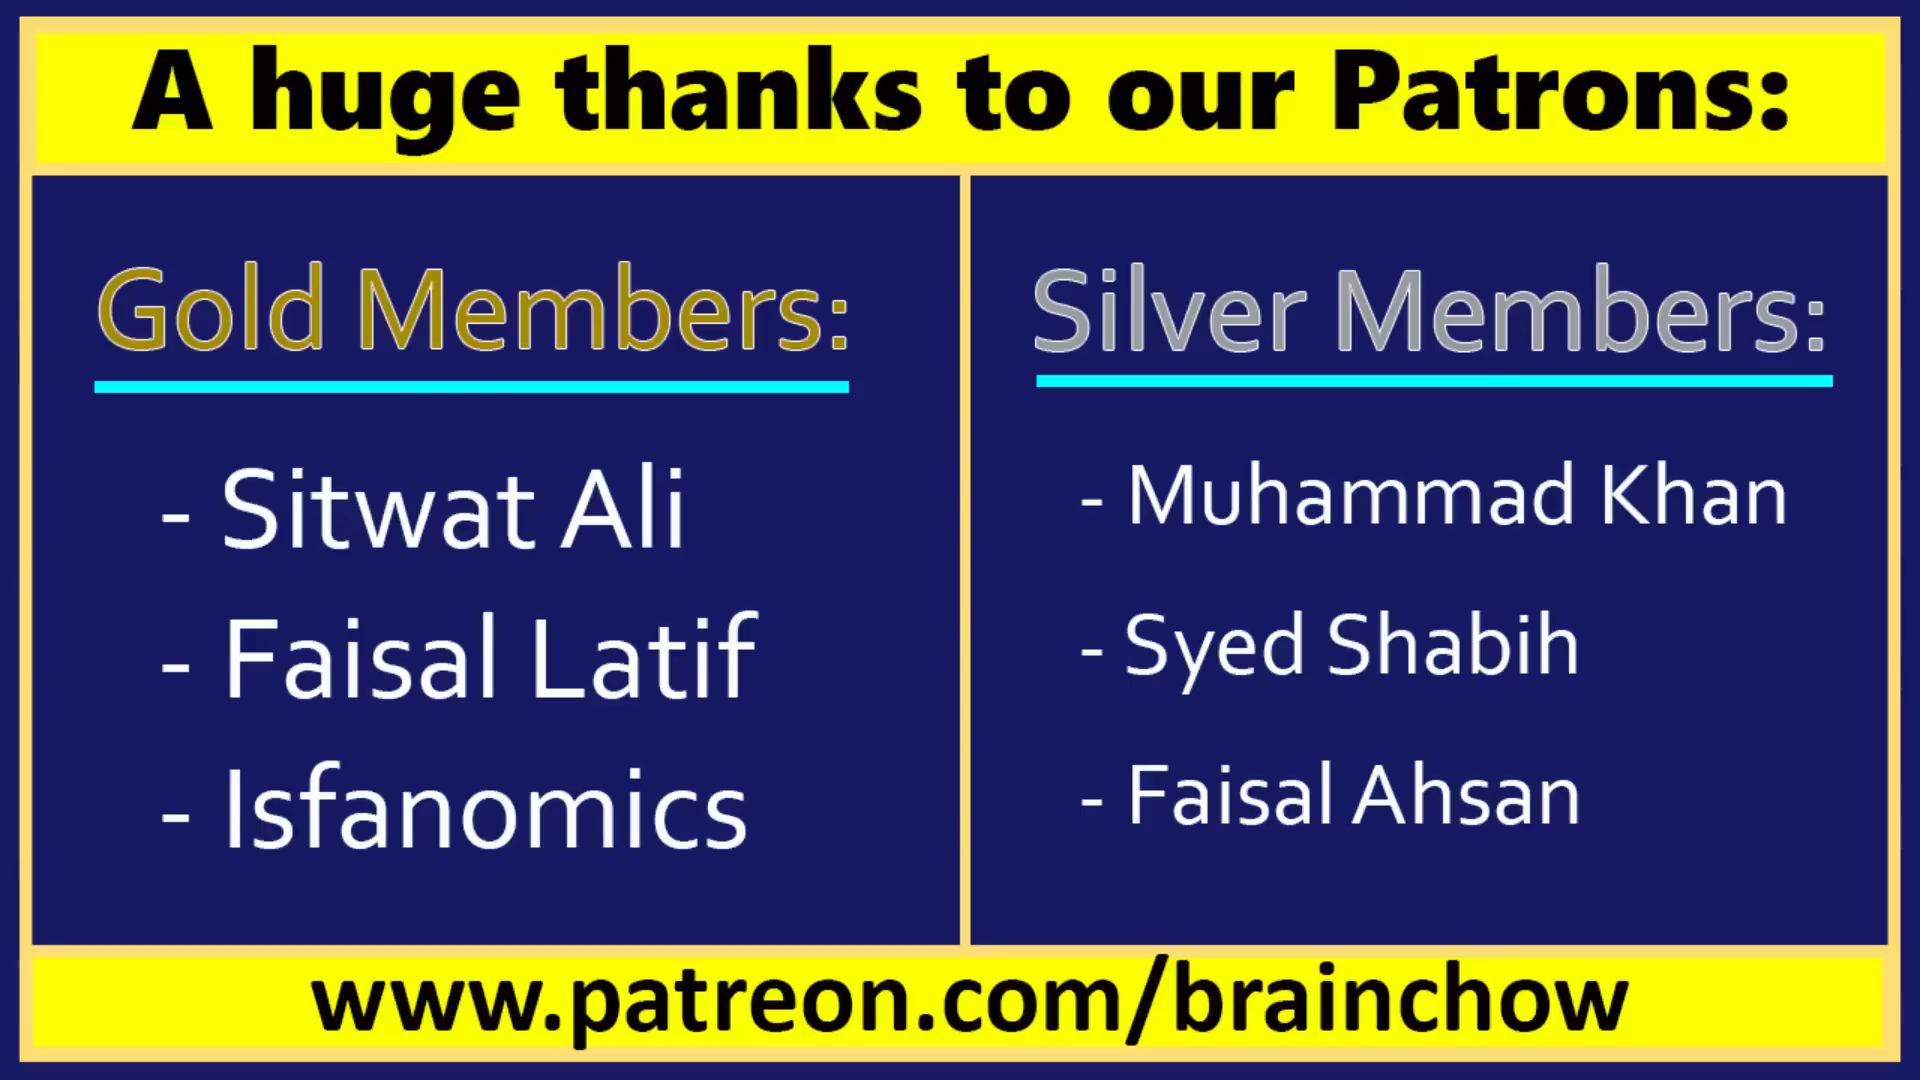 A huge thanks to our Patrons:
Gold Members:
- Sitwat Ali
- Faisal Latif
- Isfanomics
Silver Members:
- Muhammad Khan
- Syed Shabih
- Faisal Ahsan
www.patreon.com/brainchow